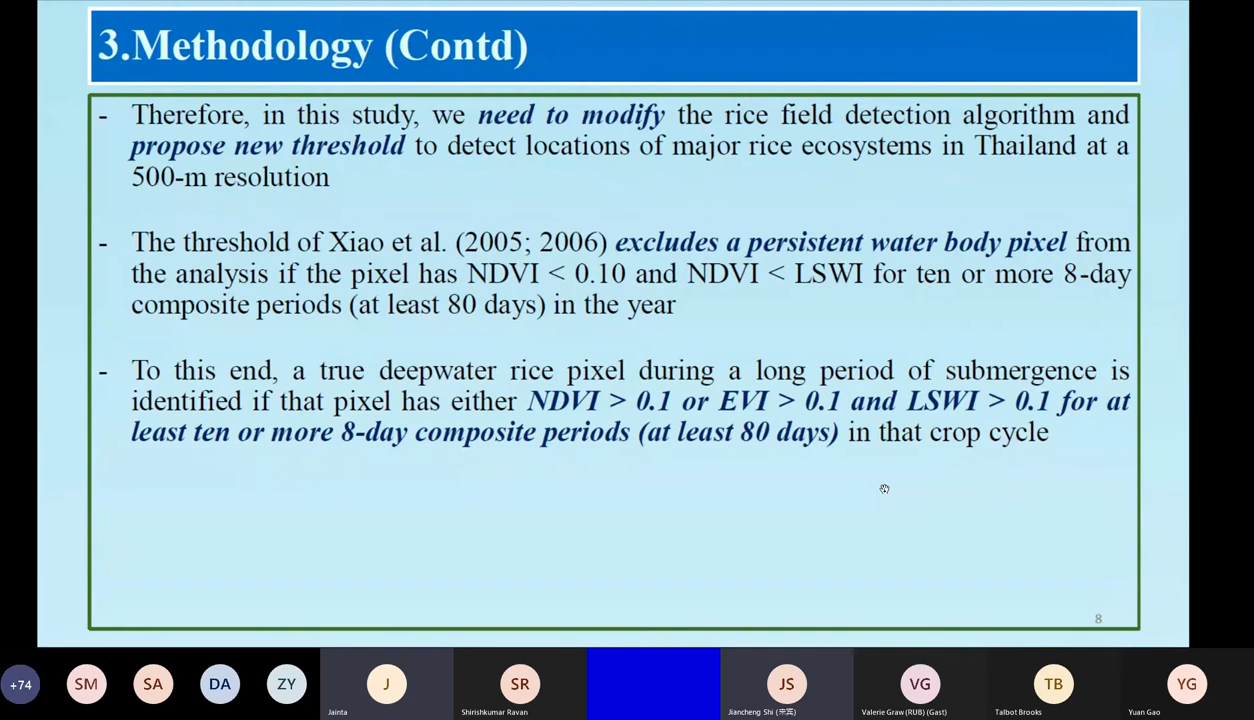 3.Methodology (Contd)
- Therefore, in this study, we need to modify the rice field detection algorithm and
propose new threshold to detect locations of major rice ecosystems in Thailand at a
500-m resolution
- The threshold of Xiao et al. (2005; 2006) excludes a persistent water body pixel from
the analysis if the pixel has NDVI < 0.10 and NDVI < LSWI for ten or more 8-day
composite periods (at least 80 days) in the year
- To this end, a true deepwater rice pixel during a long period of submergence is
identified if that pixel has either NDVI > 0.1 or EVI > 0.1 and LSWI > 0.1 for at
least ten or more 8-day composite periods (at least 80 days) in that crop cycle
8
+74 SM SA DA ZY J SR JS VG TB YG
Jainta Shirishkumar Ravan Jiancheng Shi Valerie Graw (RUB) (Gast) Talbot Brooks Yuan Gao